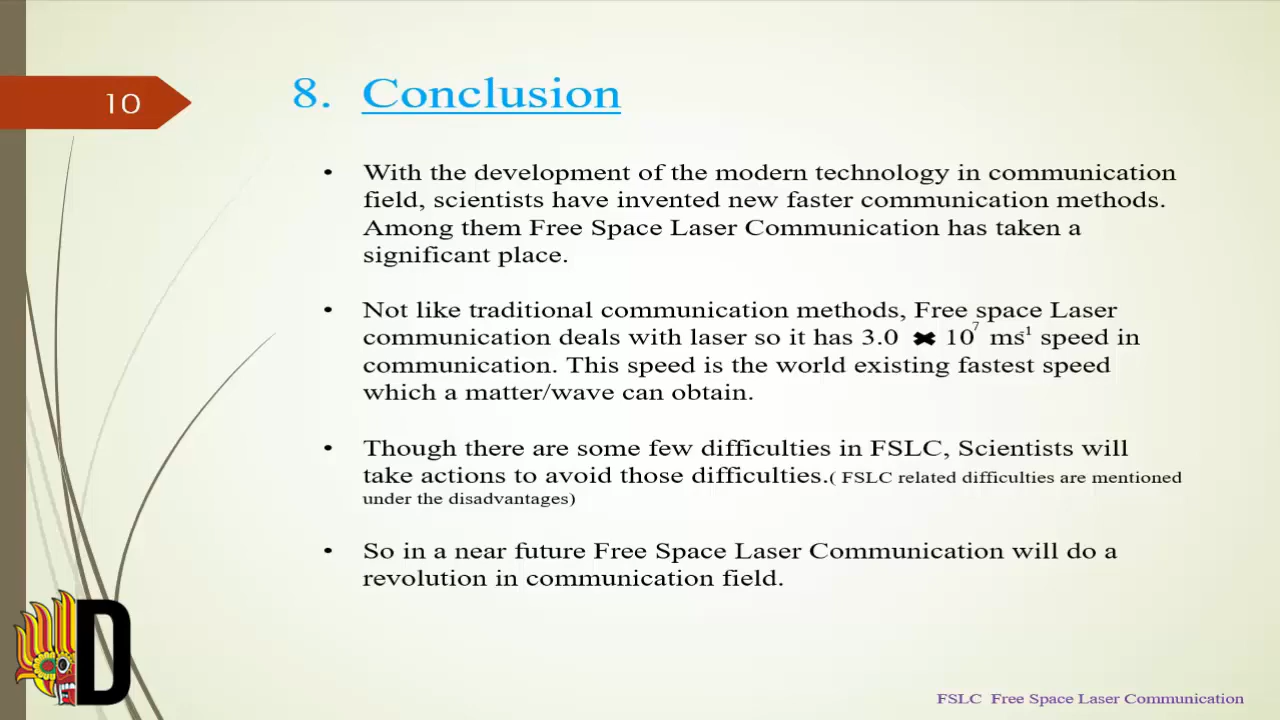 10
8. Conclusion
• With the development of the modern technology in communication
field, scientists have invented new faster communication methods.
Among them Free Space Laser Communication has taken a
significant place.
• Not like traditional communication methods, Free space Laser
communication deals with laser so it has 3.0 ✖ 10⁷ ms⁻¹ speed in
communication. This speed is the world existing fastest speed
which a matter/wave can obtain.
• Though there are some few difficulties in FSLC, Scientists will
take actions to avoid those difficulties.( FSLC related difficulties are mentioned
under the disadvantages)
• So in a near future Free Space Laser Communication will do a
revolution in communication field.
D
FSLC Free Space Laser Communication